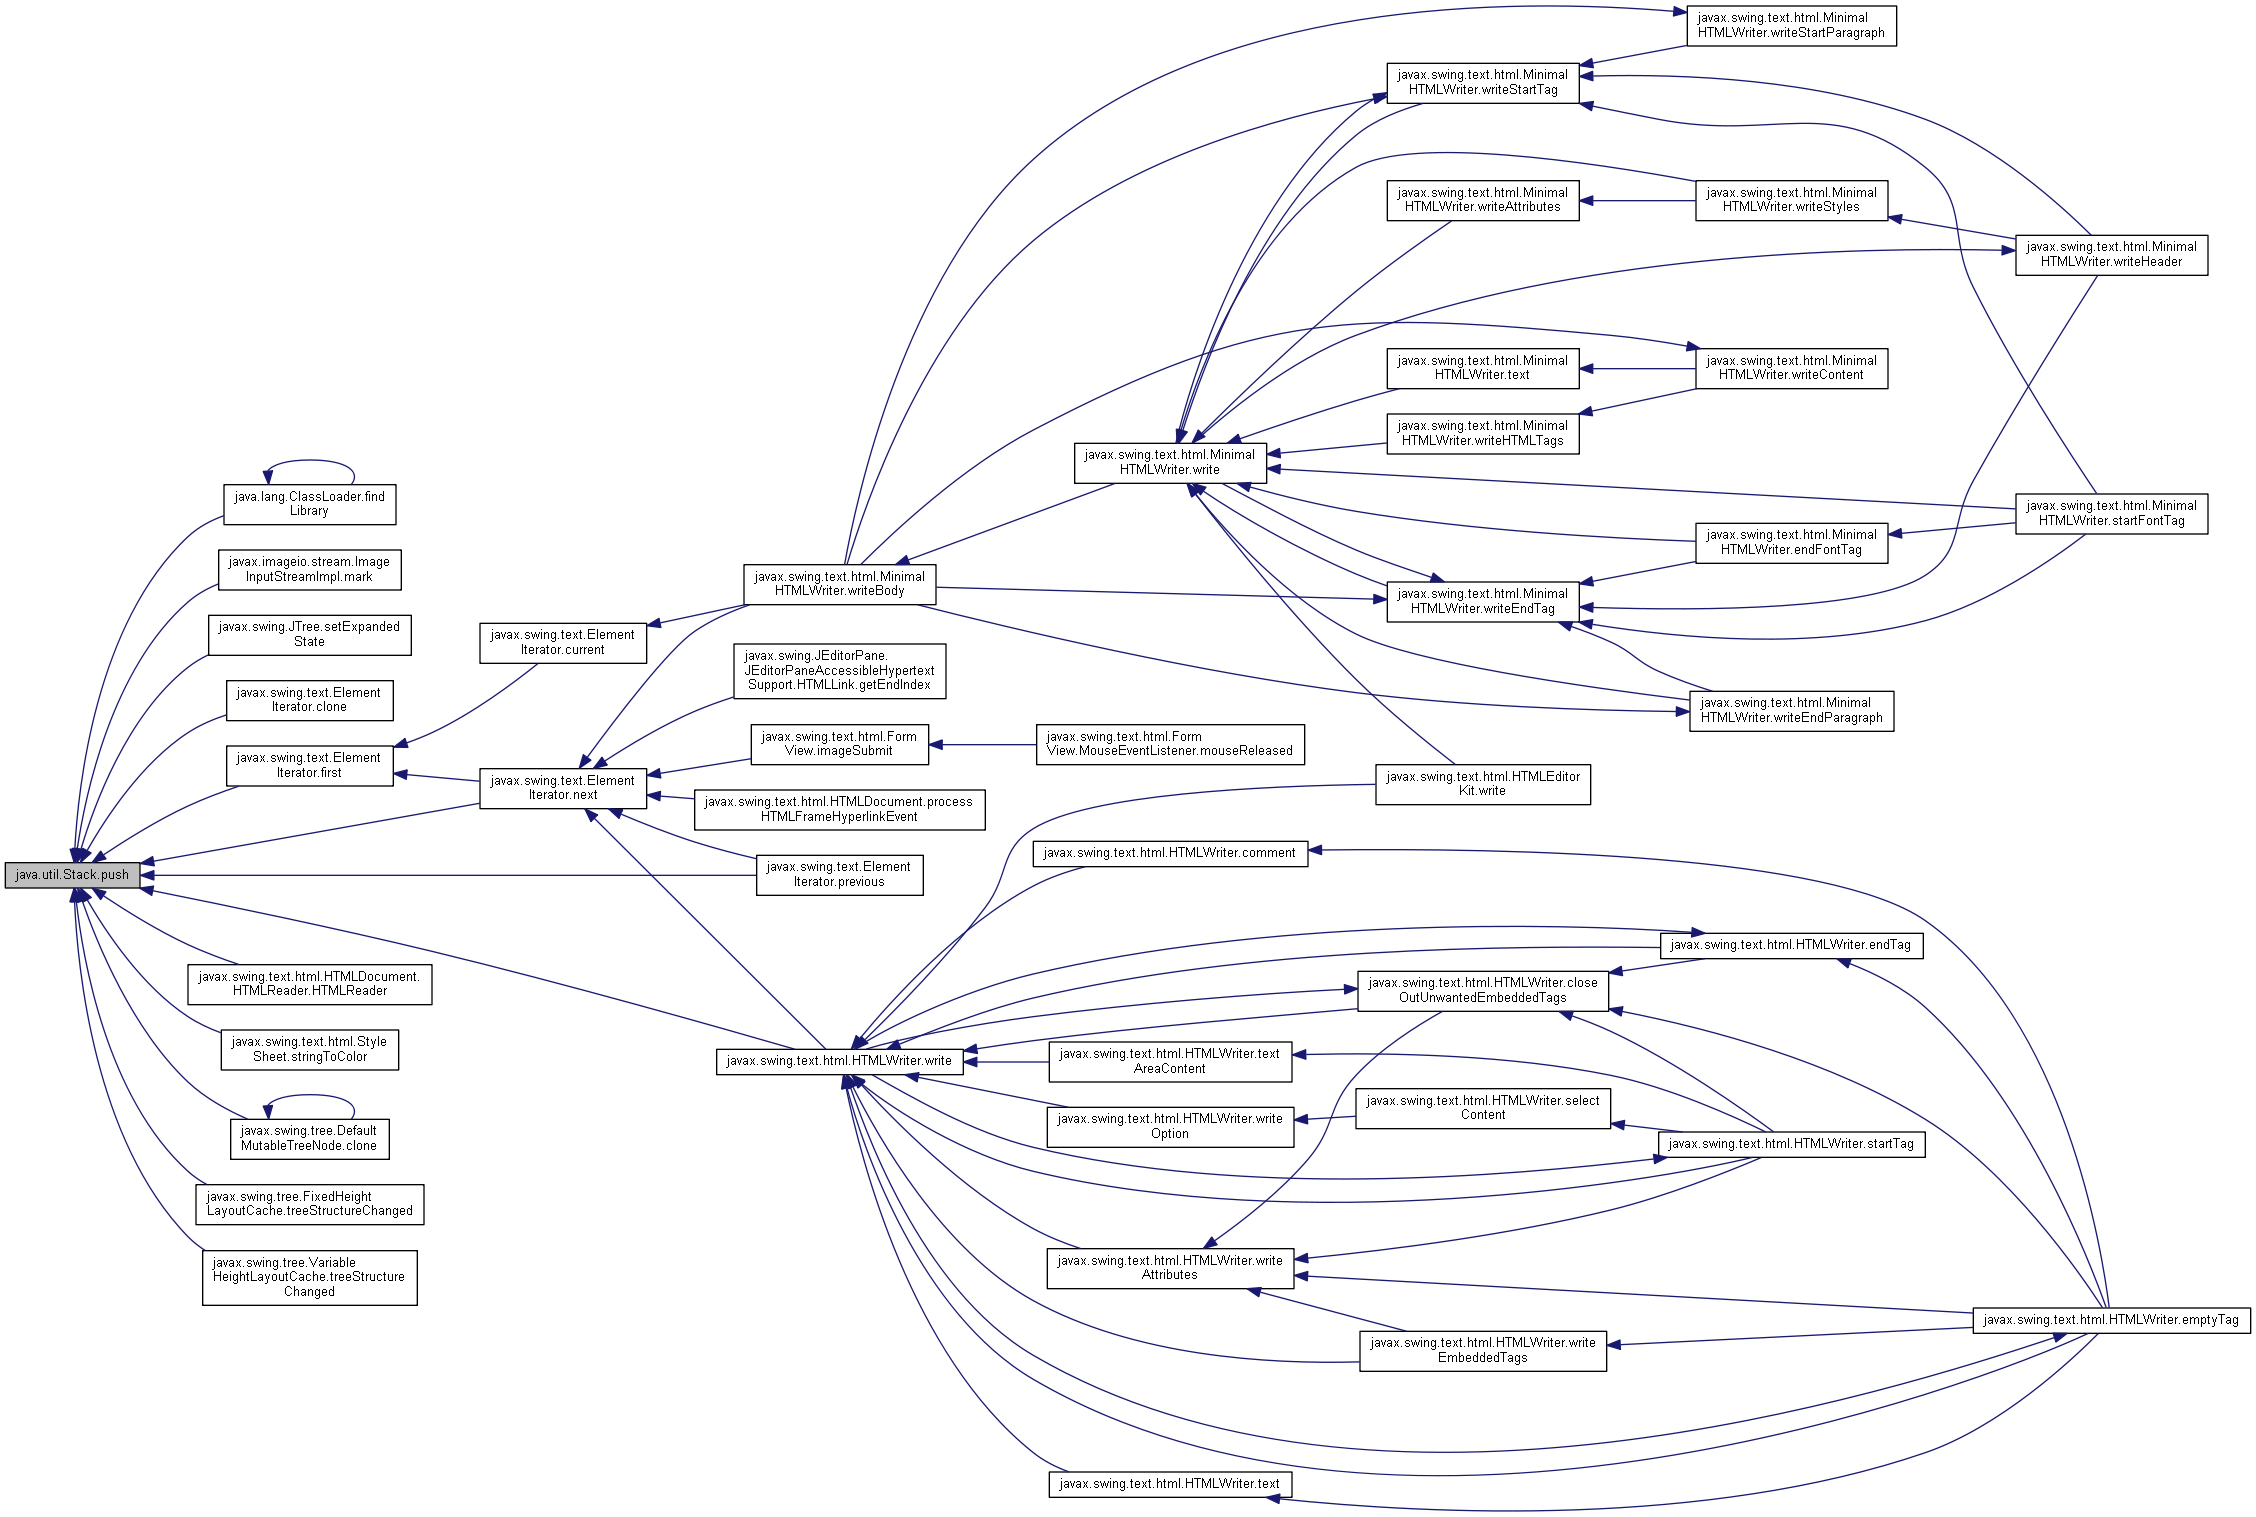 javax.swing.text.html.Minimal
HTMLWriter.writeStartParagraph
javax.swing.text.html.Minimal
HTMLWriter.writeStartTag
javax.swing.text.html.Minimal
HTMLWriter.writeAttributes
javax.swing.text.html.Minimal
HTMLWriter.writeStyles
javax.swing.text.html.Minimal
HTMLWriter.writeHeader
javax.swing.text.html.Minimal
HTMLWriter.text
javax.swing.text.html.Minimal
HTMLWriter.writeContent
javax.swing.text.html.Minimal
HTMLWriter.writeHTMLTags
javax.swing.text.html.Minimal
HTMLWriter.write
java.lang.ClassLoader.find
Library
javax.swing.text.html.Minimal
HTMLWriter.startFontTag
javax.swing.text.html.Minimal
HTMLWriter.endFontTag
javax.imageio.stream.Image
InputStreamImpl.mark
javax.swing.text.html.Minimal
HTMLWriter.writeBody
javax.swing.text.html.Minimal
HTMLWriter.writeEndTag
javax.swing.JTree.setExpanded
State
javax.swing.text.Element
Iterator.current
javax.swing.JEditorPane.
JEditorPaneAccessibleHypertext
Support.HTMLLink.getEndIndex
javax.swing.text.Element
Iterator.clone
javax.swing.text.html.Minimal
HTMLWriter.writeEndParagraph
javax.swing.text.html.Form
View.imageSubmit
javax.swing.text.html.Form
View.MouseEventListener.mouseReleased
javax.swing.text.Element
Iterator.first
javax.swing.text.Element
Iterator.next
javax.swing.text.html.HTMLEditor
Kit.write
javax.swing.text.html.HTMLDocument.process
HTMLFrameHyperlinkEvent
javax.swing.text.html.HTMLWriter.comment
java.util.Stack.push
javax.swing.text.Element
Iterator.previous
javax.swing.text.html.HTMLWriter.endTag
javax.swing.text.html.HTMLDocument.
HTMLReader.HTMLReader
javax.swing.text.html.HTMLWriter.close
OutUnwantedEmbeddedTags
javax.swing.text.html.Style
Sheet.stringToColor
javax.swing.text.html.HTMLWriter.write
javax.swing.text.html.HTMLWriter.text
AreaContent
javax.swing.text.html.HTMLWriter.write
Option
javax.swing.text.html.HTMLWriter.select
Content
javax.swing.tree.Default
MutableTreeNode.clone
javax.swing.text.html.HTMLWriter.startTag
javax.swing.tree.FixedHeight
LayoutCache.treeStructureChanged
javax.swing.tree.Variable
HeightLayoutCache.treeStructure
Changed
javax.swing.text.html.HTMLWriter.write
Attributes
javax.swing.text.html.HTMLWriter.emptyTag
javax.swing.text.html.HTMLWriter.write
EmbeddedTags
javax.swing.text.html.HTMLWriter.text